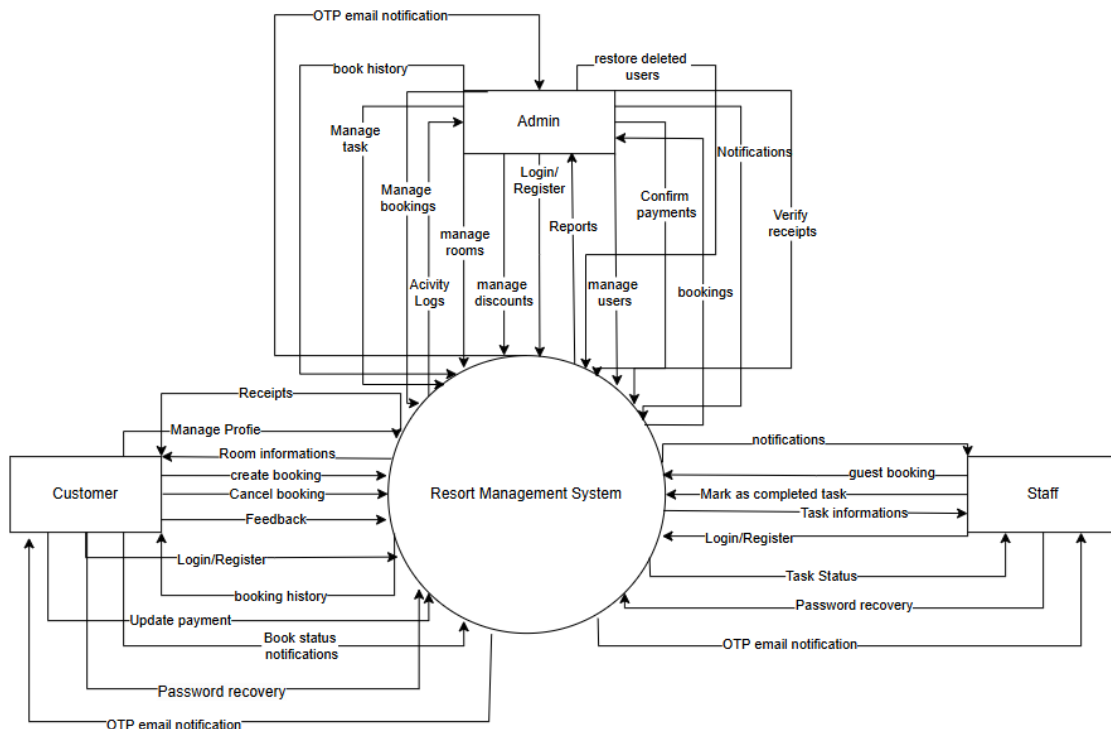 OTP email notification
book history
restore deleted
users
Admin
Manage
task
Notifications
Login/
Register
Manage
bookings
Confirm
payments
Verify
receipts
manage
rooms
Reports
Acivity
Logs
manage
discounts
manage
users
bookings
Receipts
Manage Profie
Room informations
create booking
Cancel booking
Feedback
Customer
Login/Register
booking history
Update payment
Book status
notifications
Password recovery
OTP email notification
Resort Management System
notifications
guest booking
Mark as completed task
Task informations
Staff
Login/Register
Task Status
Password recovery
OTP email notification